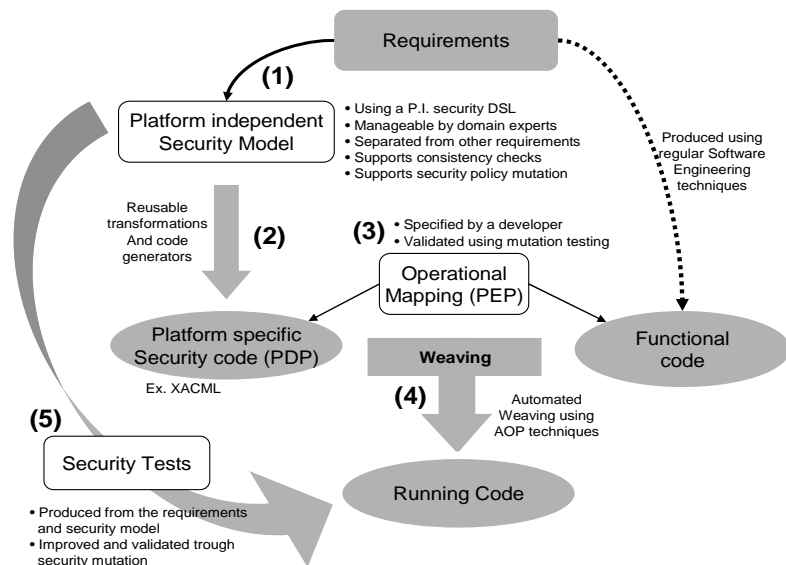 Requirements
(1)
Platform independent
Security Model
• Using a P.I. security DSL
• Manageable by domain experts
• Separated from other requirements
• Supports consistency checks
• Supports security policy mutation
Produced using
regular Software
Engineering
techniques
Reusable
transformations
And code
generators
(2)
(3)
• Specified by a developer
• Validated using mutation testing
Operational
Mapping (PEP)
Platform specific
Security code (PDP)
Ex. XACML
Weaving
Functional
code
(4)
Automated
Weaving using
AOP techniques
(5)
Security Tests
Running Code
• Produced from the requirements
and security model
• Improved and validated trough
security mutation